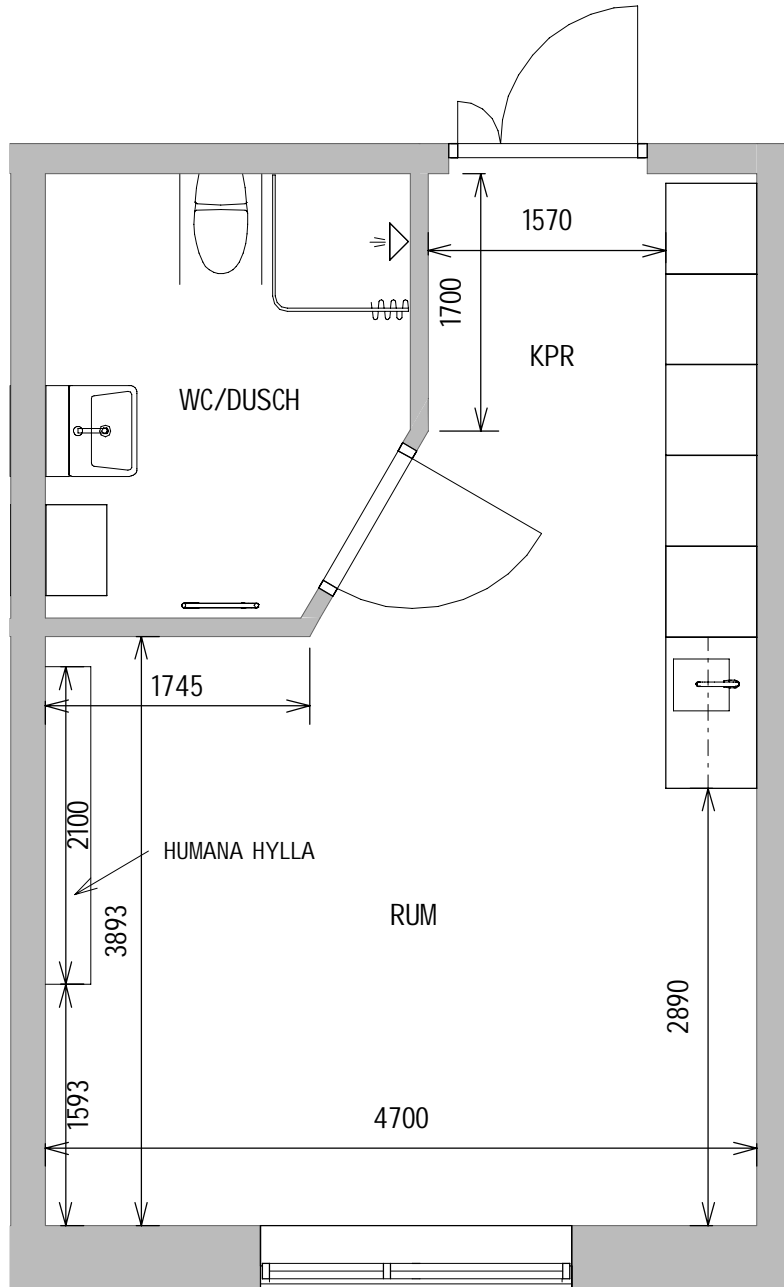 1570
1700
KPR
WC/DUSCH
1745
2100
HUMANA HYLLA
3893
RUM
2890
1593
4700